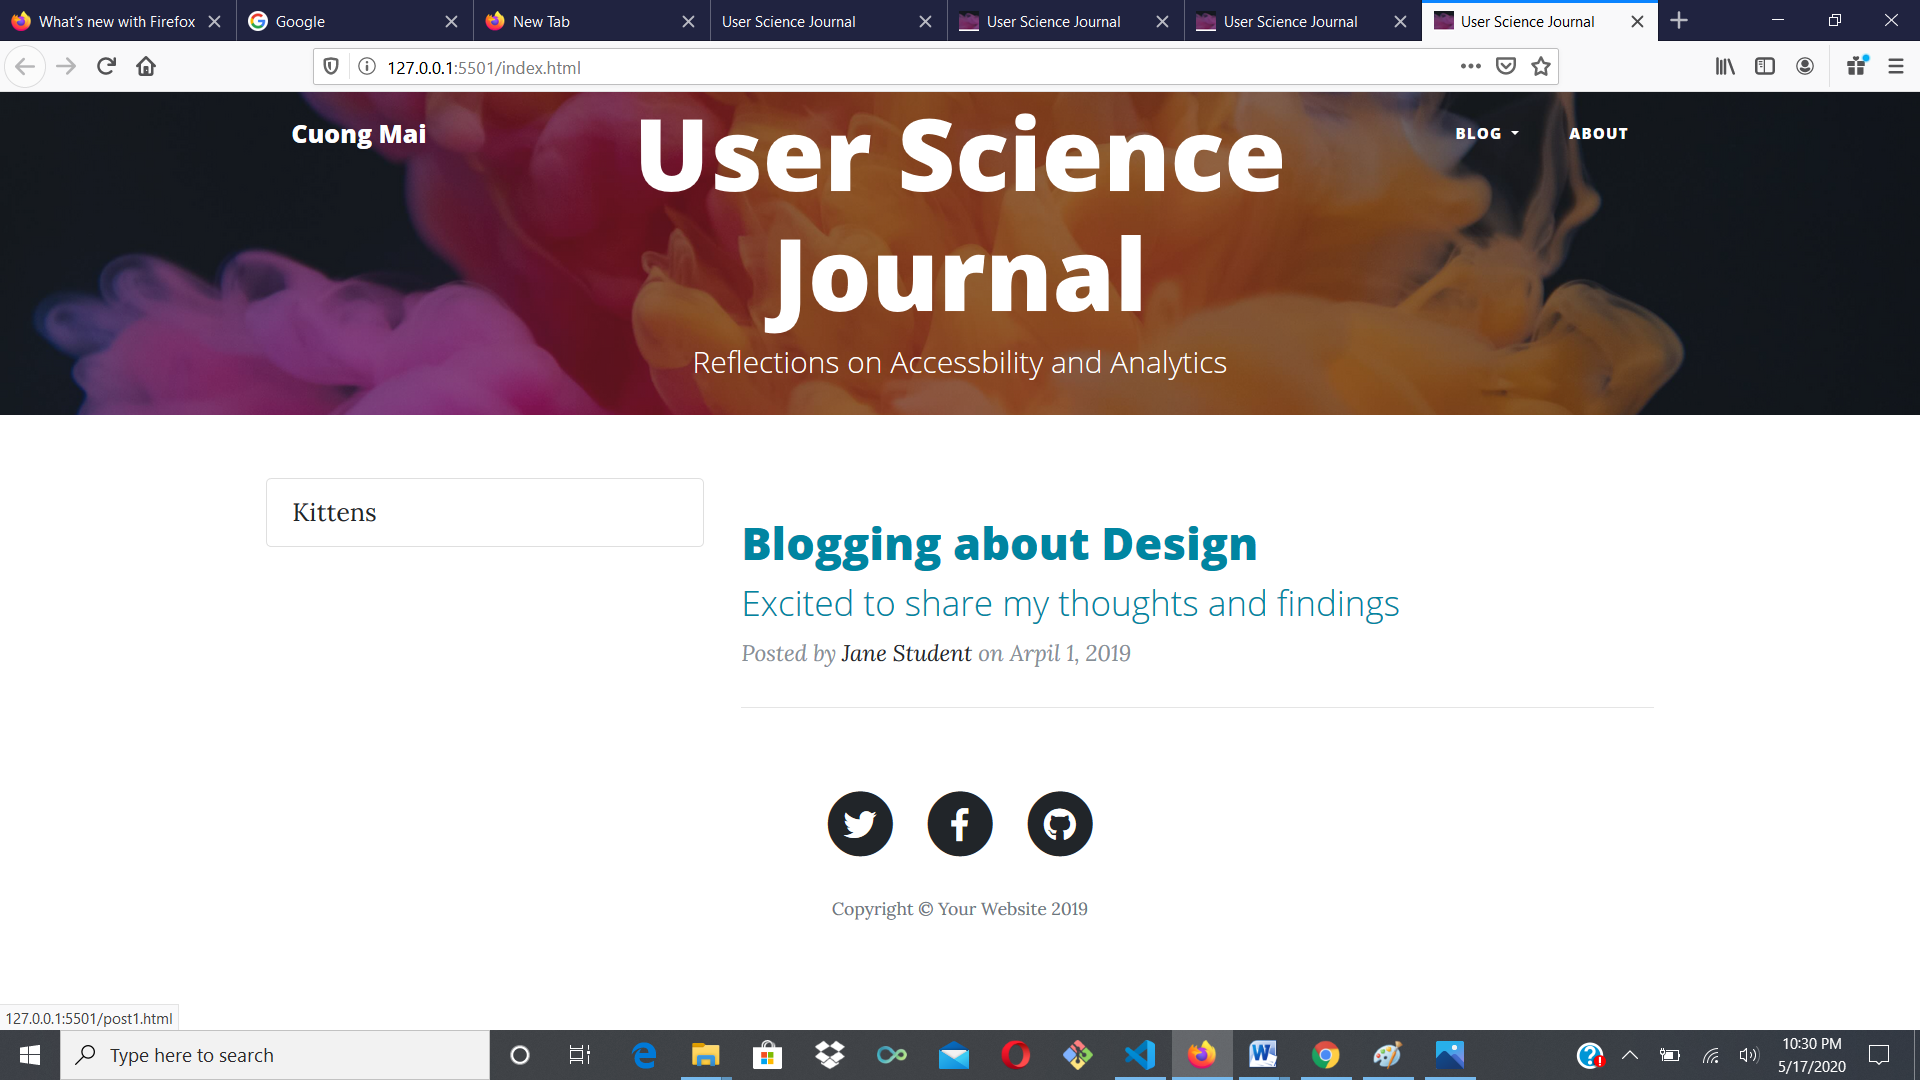 What's new with Firefox
Google
New Tab
User Science Journal
User Science Journal
User Science Journal
User Science Journal
127.0.0.1:5501/index.html
Cuong Mai
BLOG
ABOUT
User Science
Journal
Reflections on Accessbility and Analytics
Kittens
Blogging about Design
Excited to share my thoughts and findings
Posted by Jane Student on Arpil 1, 2019
Copyright © Your Website 2019
127.0.0.1:5501/post1.html
Type here to search
10:30 PM
5/17/2020